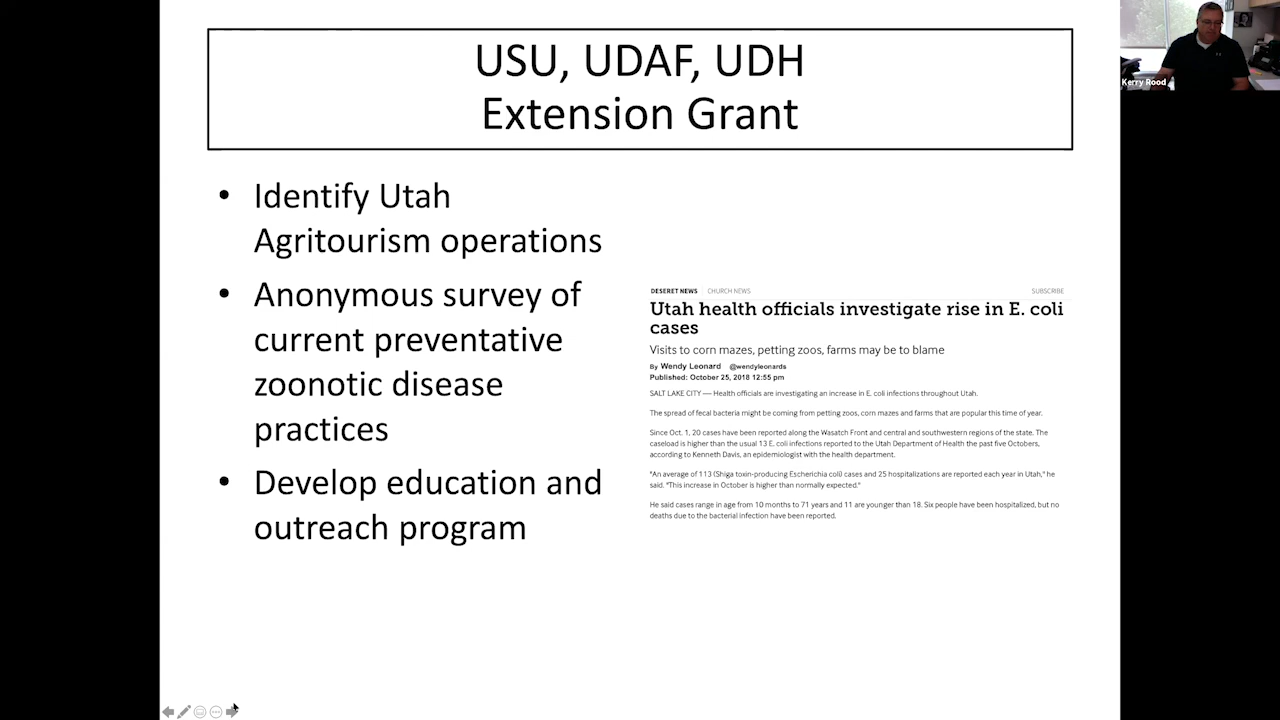 USU, UDAF, UDH
Extension Grant
• Identify Utah
Agritourism operations
• Anonymous survey of
current preventative
zoonotic disease
practices
• Develop education and
outreach program
DESERET NEWS | CHURCH NEWS SUBSCRIBE
Utah health officials investigate rise in E. coli
cases
Visits to corn mazes, petting zoos, farms may be to blame
By Wendy Leonard @wendyleonards
Published: October 25, 2018 12:55 pm
SALT LAKE CITY — Health officials are investigating an increase in E. coli infections throughout Utah.
The spread of fecal bacteria might be coming from petting zoos, corn mazes and farms that are popular this time of year.
Since Oct. 1, 20 cases have been reported along the Wasatch Front and central and southwestern regions of the state. The
caseload is higher than the usual 13 E. coli infections reported to the Utah Department of Health the past five Octobers,
according to Kenneth Davis, an epidemiologist with the health department.
"An average of 113 (Shiga toxin-producing Escherichia coli) cases and 25 hospitalizations are reported each year in Utah," he
said. "This increase in October is higher than normally expected."
He said cases range in age from 10 months to 71 years and 11 are younger than 18. Six people have been hospitalized, but no
deaths due to the bacterial infection have been reported.
Kerry Rood